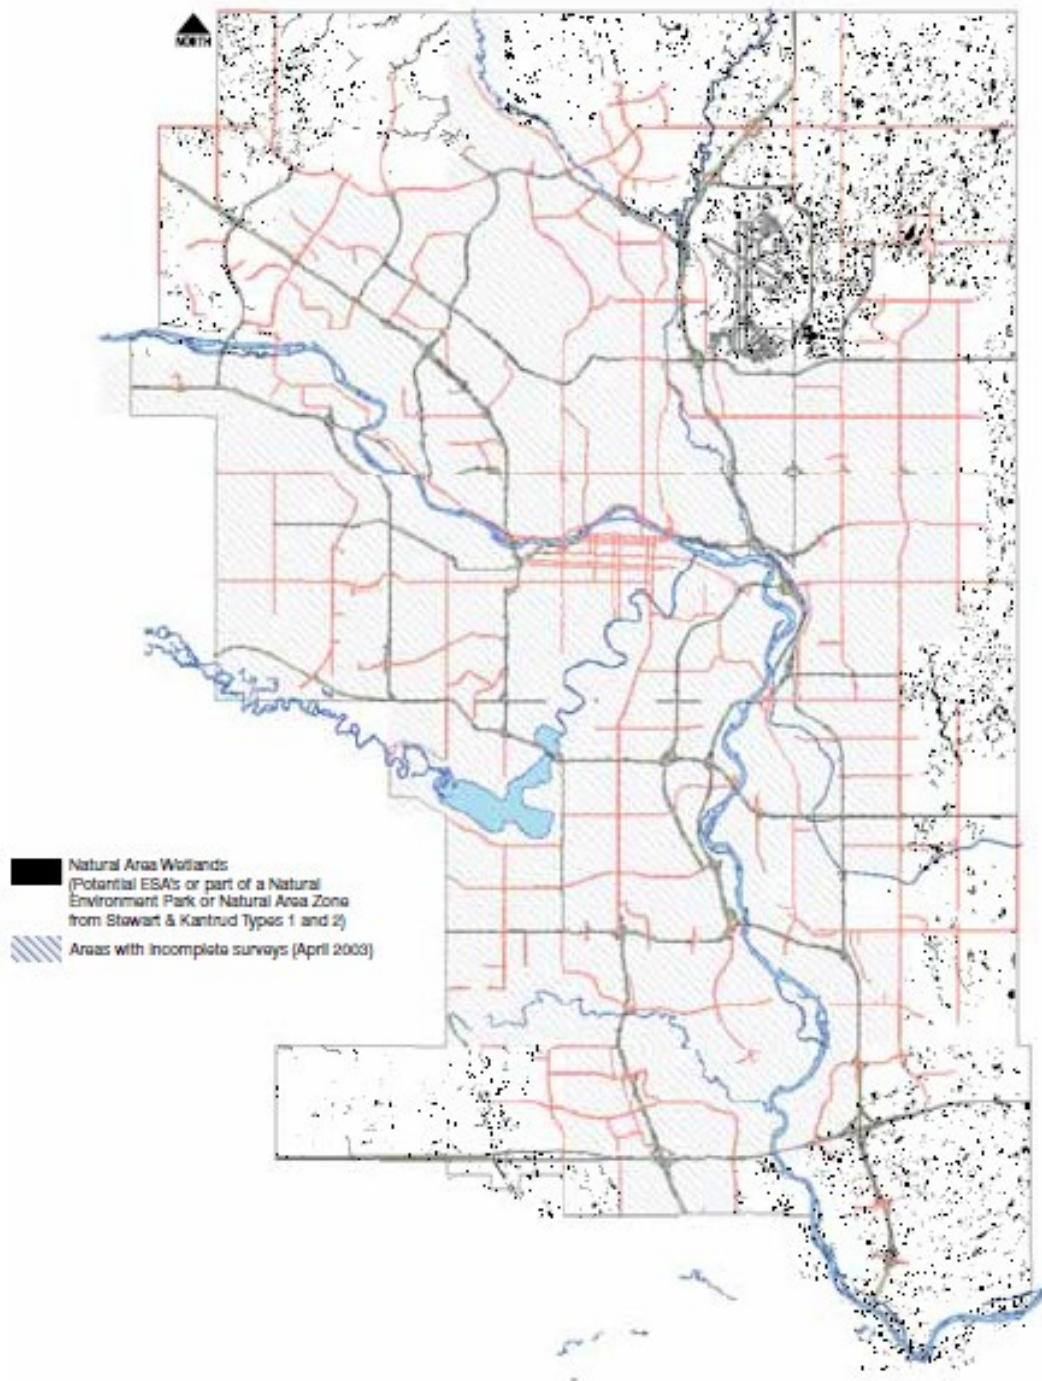 NORTH
Natural Area Wetlands
(Potential ESA's or part of a Natural
Environment Park or Natural Area Zone
from Stewart & Kantrud Types 1 and 2)
Areas with incomplete surveys (April 2003)